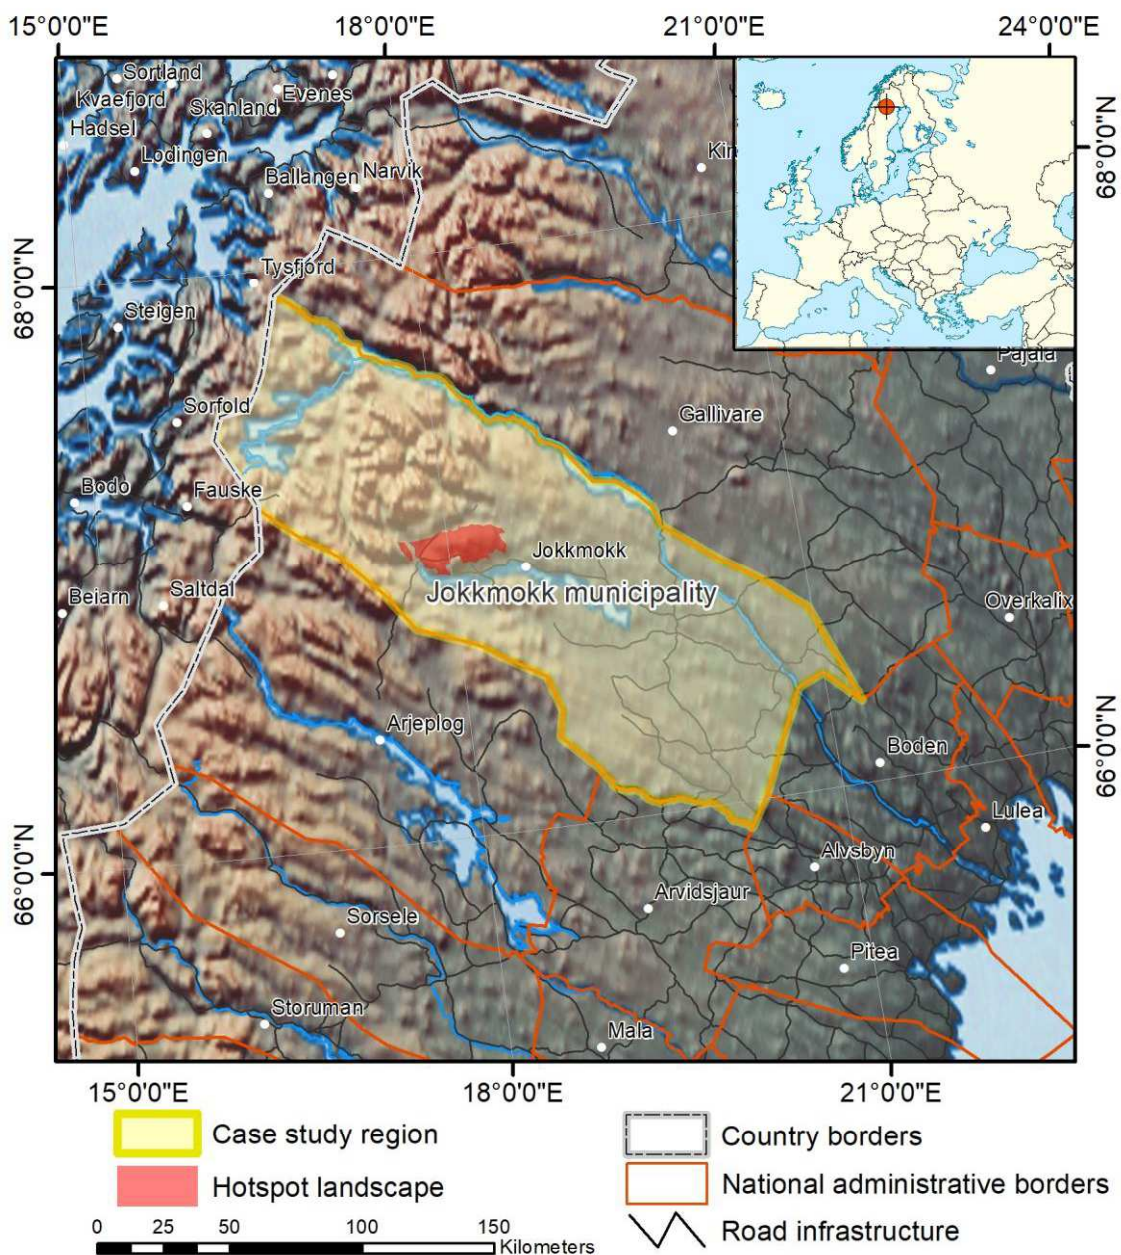 15°0'0"E 18°0'0"E 21°0'0"E 24°0'0"E
Sortland
Kvaefjord
Evenes
Skanland
Hadsel
Lodingen
Ballangen
Narvik
Kir
68°0'0"N
Tysfjord
68°0'0"N
Steigen
Pajala
Sorfold
Gallivare
Bodo
Fauske
Jokkmokk
Jokkmokk municipality
Saltdal
Beiarn
Overkalix
Arjeplog
Boden
66°0'0"N
Lulea
Alvsbyn
66°0'0"N
Arvidsjaur
Sorsele
Pitea
Storuman
Mala
15°0'0"E 18°0'0"E 21°0'0"E
Case study region
Country borders
Hotspot landscape
National administrative borders
Road infrastructure
0 25 50 100 150
Kilometers